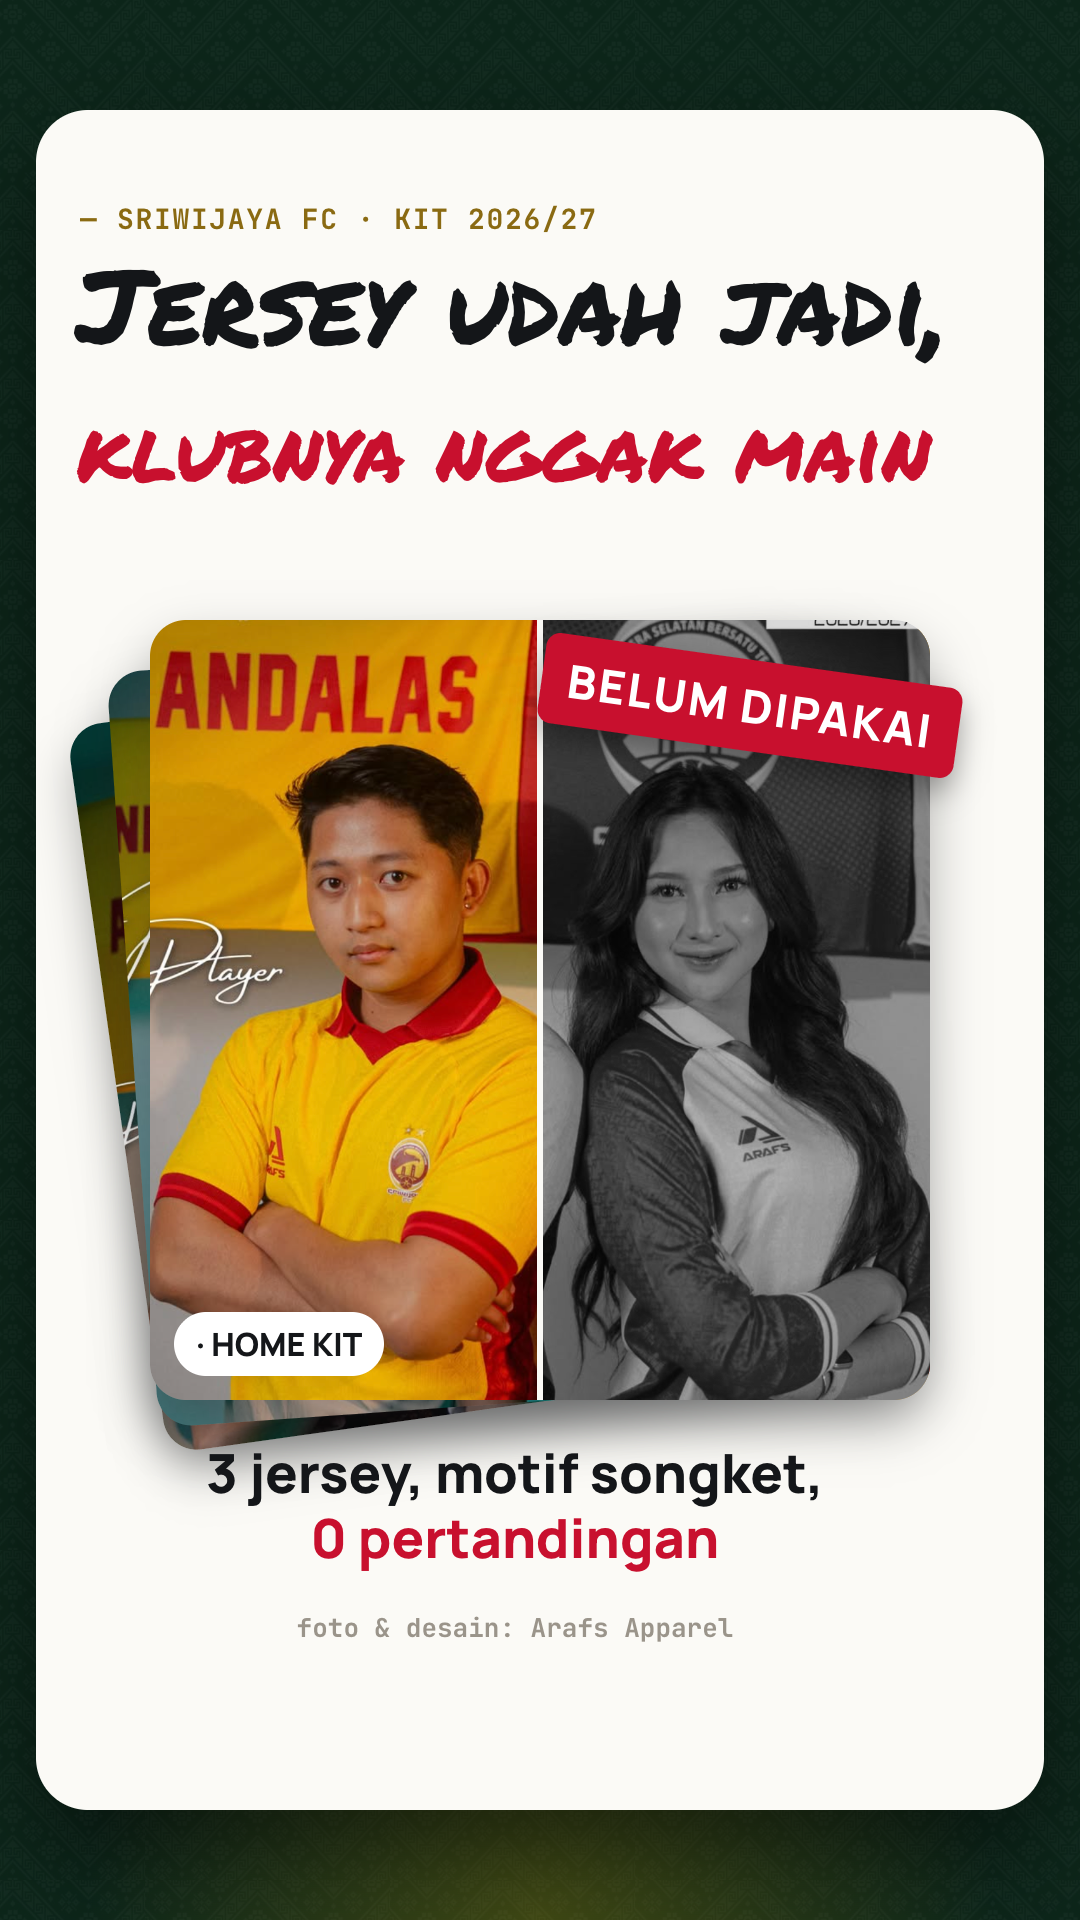 — SRIWIJAYA FC · KIT 2026/27
JERSEY UDAH JADI,
KLUBNYA NGGAK MAIN
ANDALAS
BELUM DIPAKAI
Player
ARAFS
· HOME KIT
3 jersey, motif songket,
0 pertandingan
foto & desain: Arafs Apparel